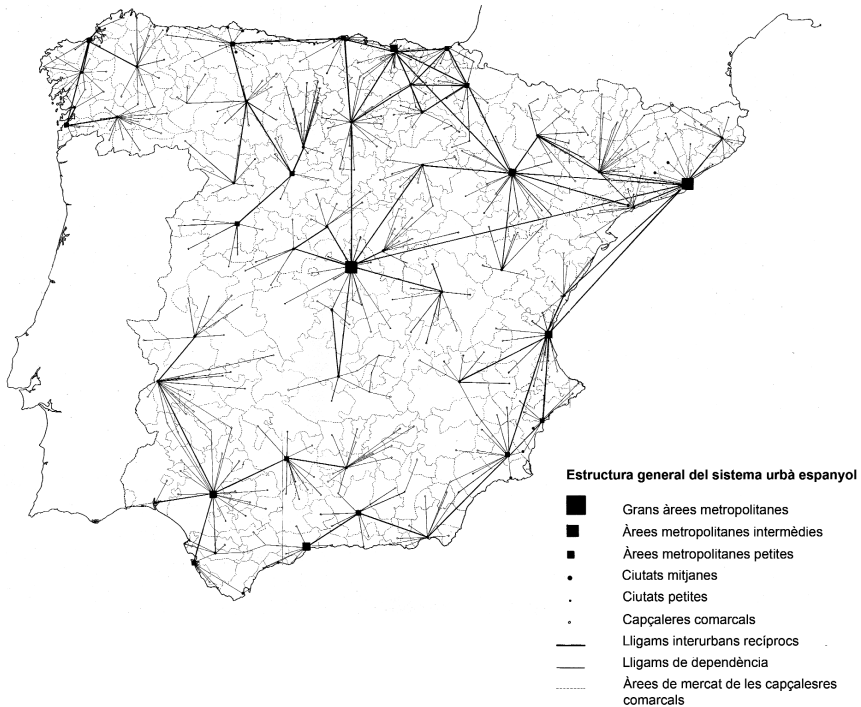 Estructura general del sistema urbà espanyol
Grans àrees metropolitanes
Àrees metropolitanes intermèdies
Àrees metropolitanes petites
Ciutats mitjanes
Ciutats petites
Capçaleres comarcals
Lligams interurbans recíprocs
Lligams de dependència
Àrees de mercat de les capçalesres
comarcals